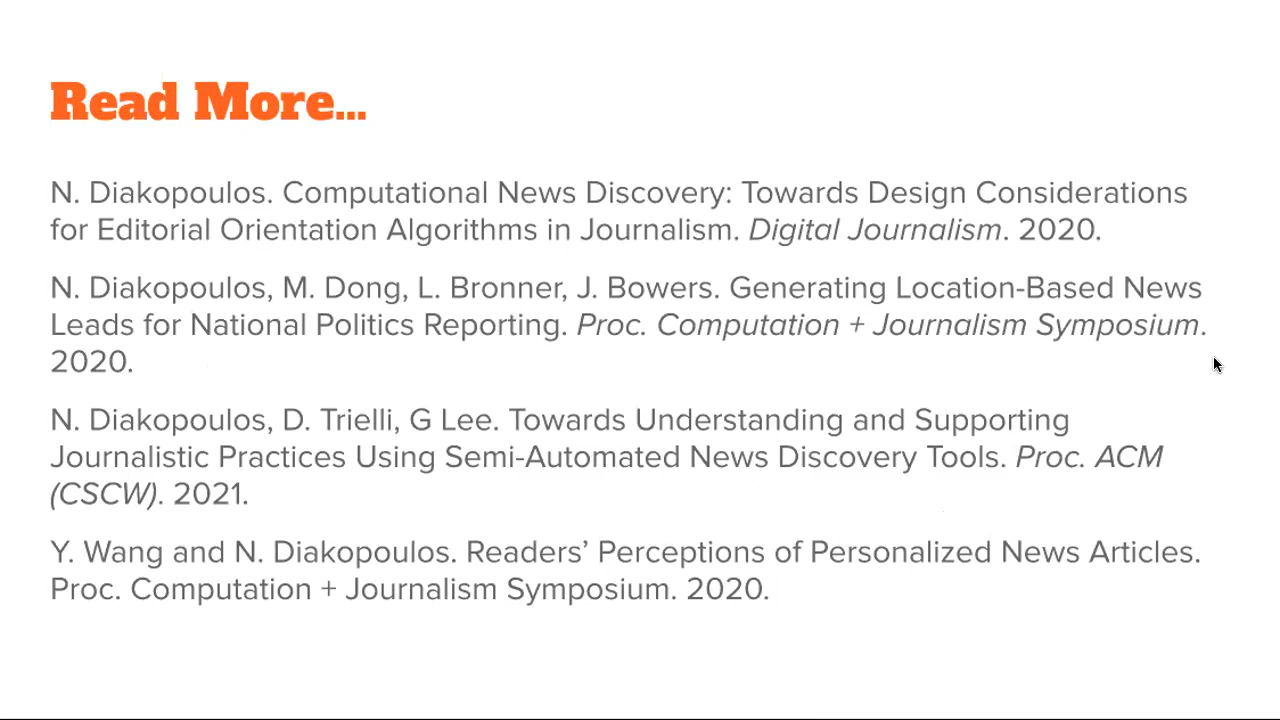 Read More...
N. Diakopoulos. Computational News Discovery: Towards Design Considerations
for Editorial Orientation Algorithms in Journalism. Digital Journalism. 2020.
N. Diakopoulos, M. Dong, L. Bronner, J. Bowers. Generating Location-Based News
Leads for National Politics Reporting. Proc. Computation + Journalism Symposium.
2020.
N. Diakopoulos, D. Trielli, G Lee. Towards Understanding and Supporting
Journalistic Practices Using Semi-Automated News Discovery Tools. Proc. ACM
(CSCW). 2021.
Y. Wang and N. Diakopoulos. Readers’ Perceptions of Personalized News Articles.
Proc. Computation + Journalism Symposium. 2020.